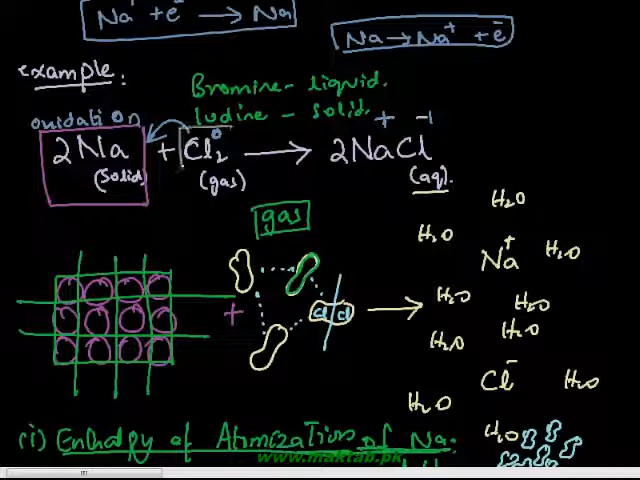 Na⁺ + e⁻ → Na
Na → Na⁺ + e⁻
example:
Bromine - liquid.
Iodine - solid.
oxidation
0
+ -1
2Na + Cl₂ → 2NaCl
(solid) (gas) (aq).
gas
H₂O
H₂O
Na⁺ H₂O
+
Cl Cl
H₂O H₂O
H₂O H₂O
Cl⁻ H₂O
H₂O
H₂O
(i) Enthalpy of Atomization of Na:
www.maktab.pk